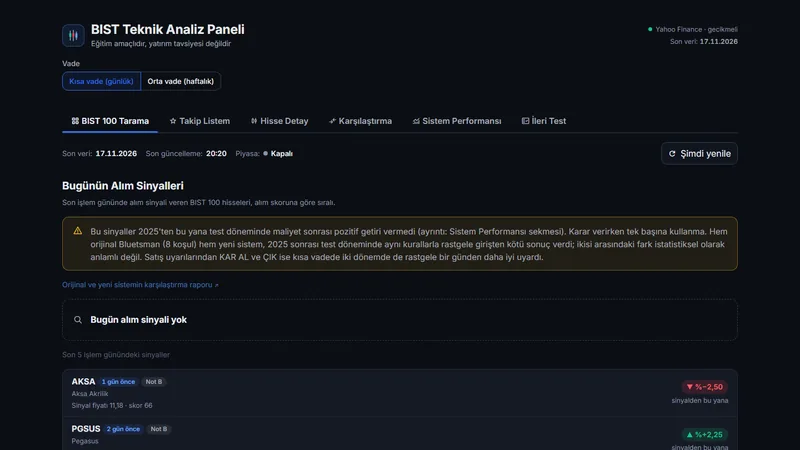 BIST Teknik Analiz Paneli
Eğitim amaçlıdır, yatırım tavsiyesi değildir
Yahoo Finance · gecikmeli
Son veri: 17.11.2026
Vade
Kısa vade (günlük)
Orta vade (haftalık)
BIST 100 Tarama
Takip Listem
Hisse Detay
Karşılaştırma
Sistem Performansı
İleri Test
Son veri: 17.11.2026 Son güncelleme: 20:20 Piyasa: Kapalı
Şimdi yenile
Bugünün Alım Sinyalleri
Son işlem gününde alım sinyali veren BIST 100 hisseleri, alım skoruna göre sıralı.
Bu sinyaller 2025'ten bu yana test döneminde maliyet sonrası pozitif getiri vermedi (ayrıntı: Sistem Performansı sekmesi). Karar verirken tek başına kullanma. Hem
orijinal Bluetsman (8 koşul) hem yeni sistem, 2025 sonrası test döneminde aynı kurallarla rastgele girişten kötü sonuç verdi; ikisi arasındaki fark istatistiksel olarak
anlamlı değil. Satış uyarılarından KAR AL ve ÇIK ise kısa vadede iki dönemde de rastgele bir günden daha iyi uyardı.
Orijinal ve yeni sistemin karşılaştırma raporu ↗
Bugün alım sinyali yok
Son 5 işlem günündeki sinyaller
AKSA 1 gün önce Not B
Aksa Akrilik
Sinyal fiyatı 11,18 · skor 66
▼ %−2,50
sinyalden bu yana
PGSUS 2 gün önce Not B
Pegasus
▲ %+2,25
sinyalden bu yana